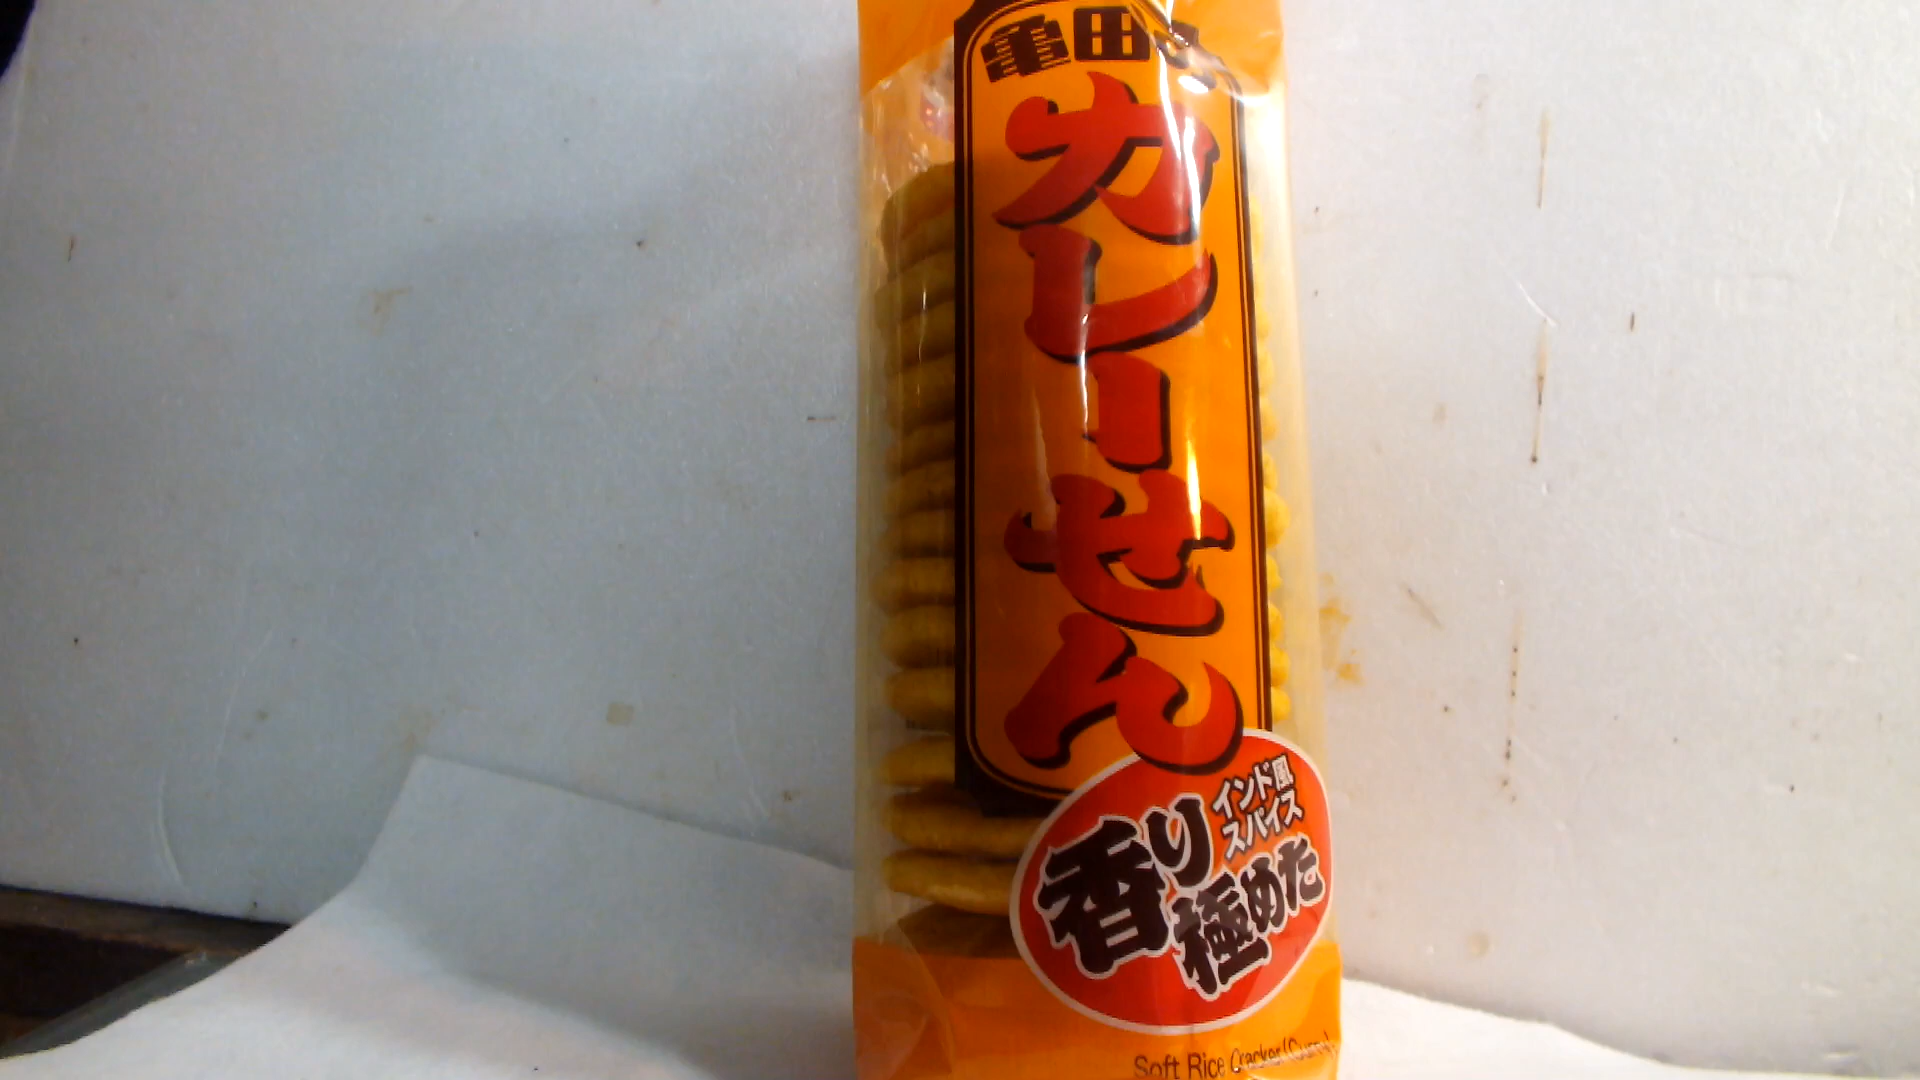 亀田の
カレーせん
インド風
スパイス
香り
極めた
Soft Rice Cracker (Curry)